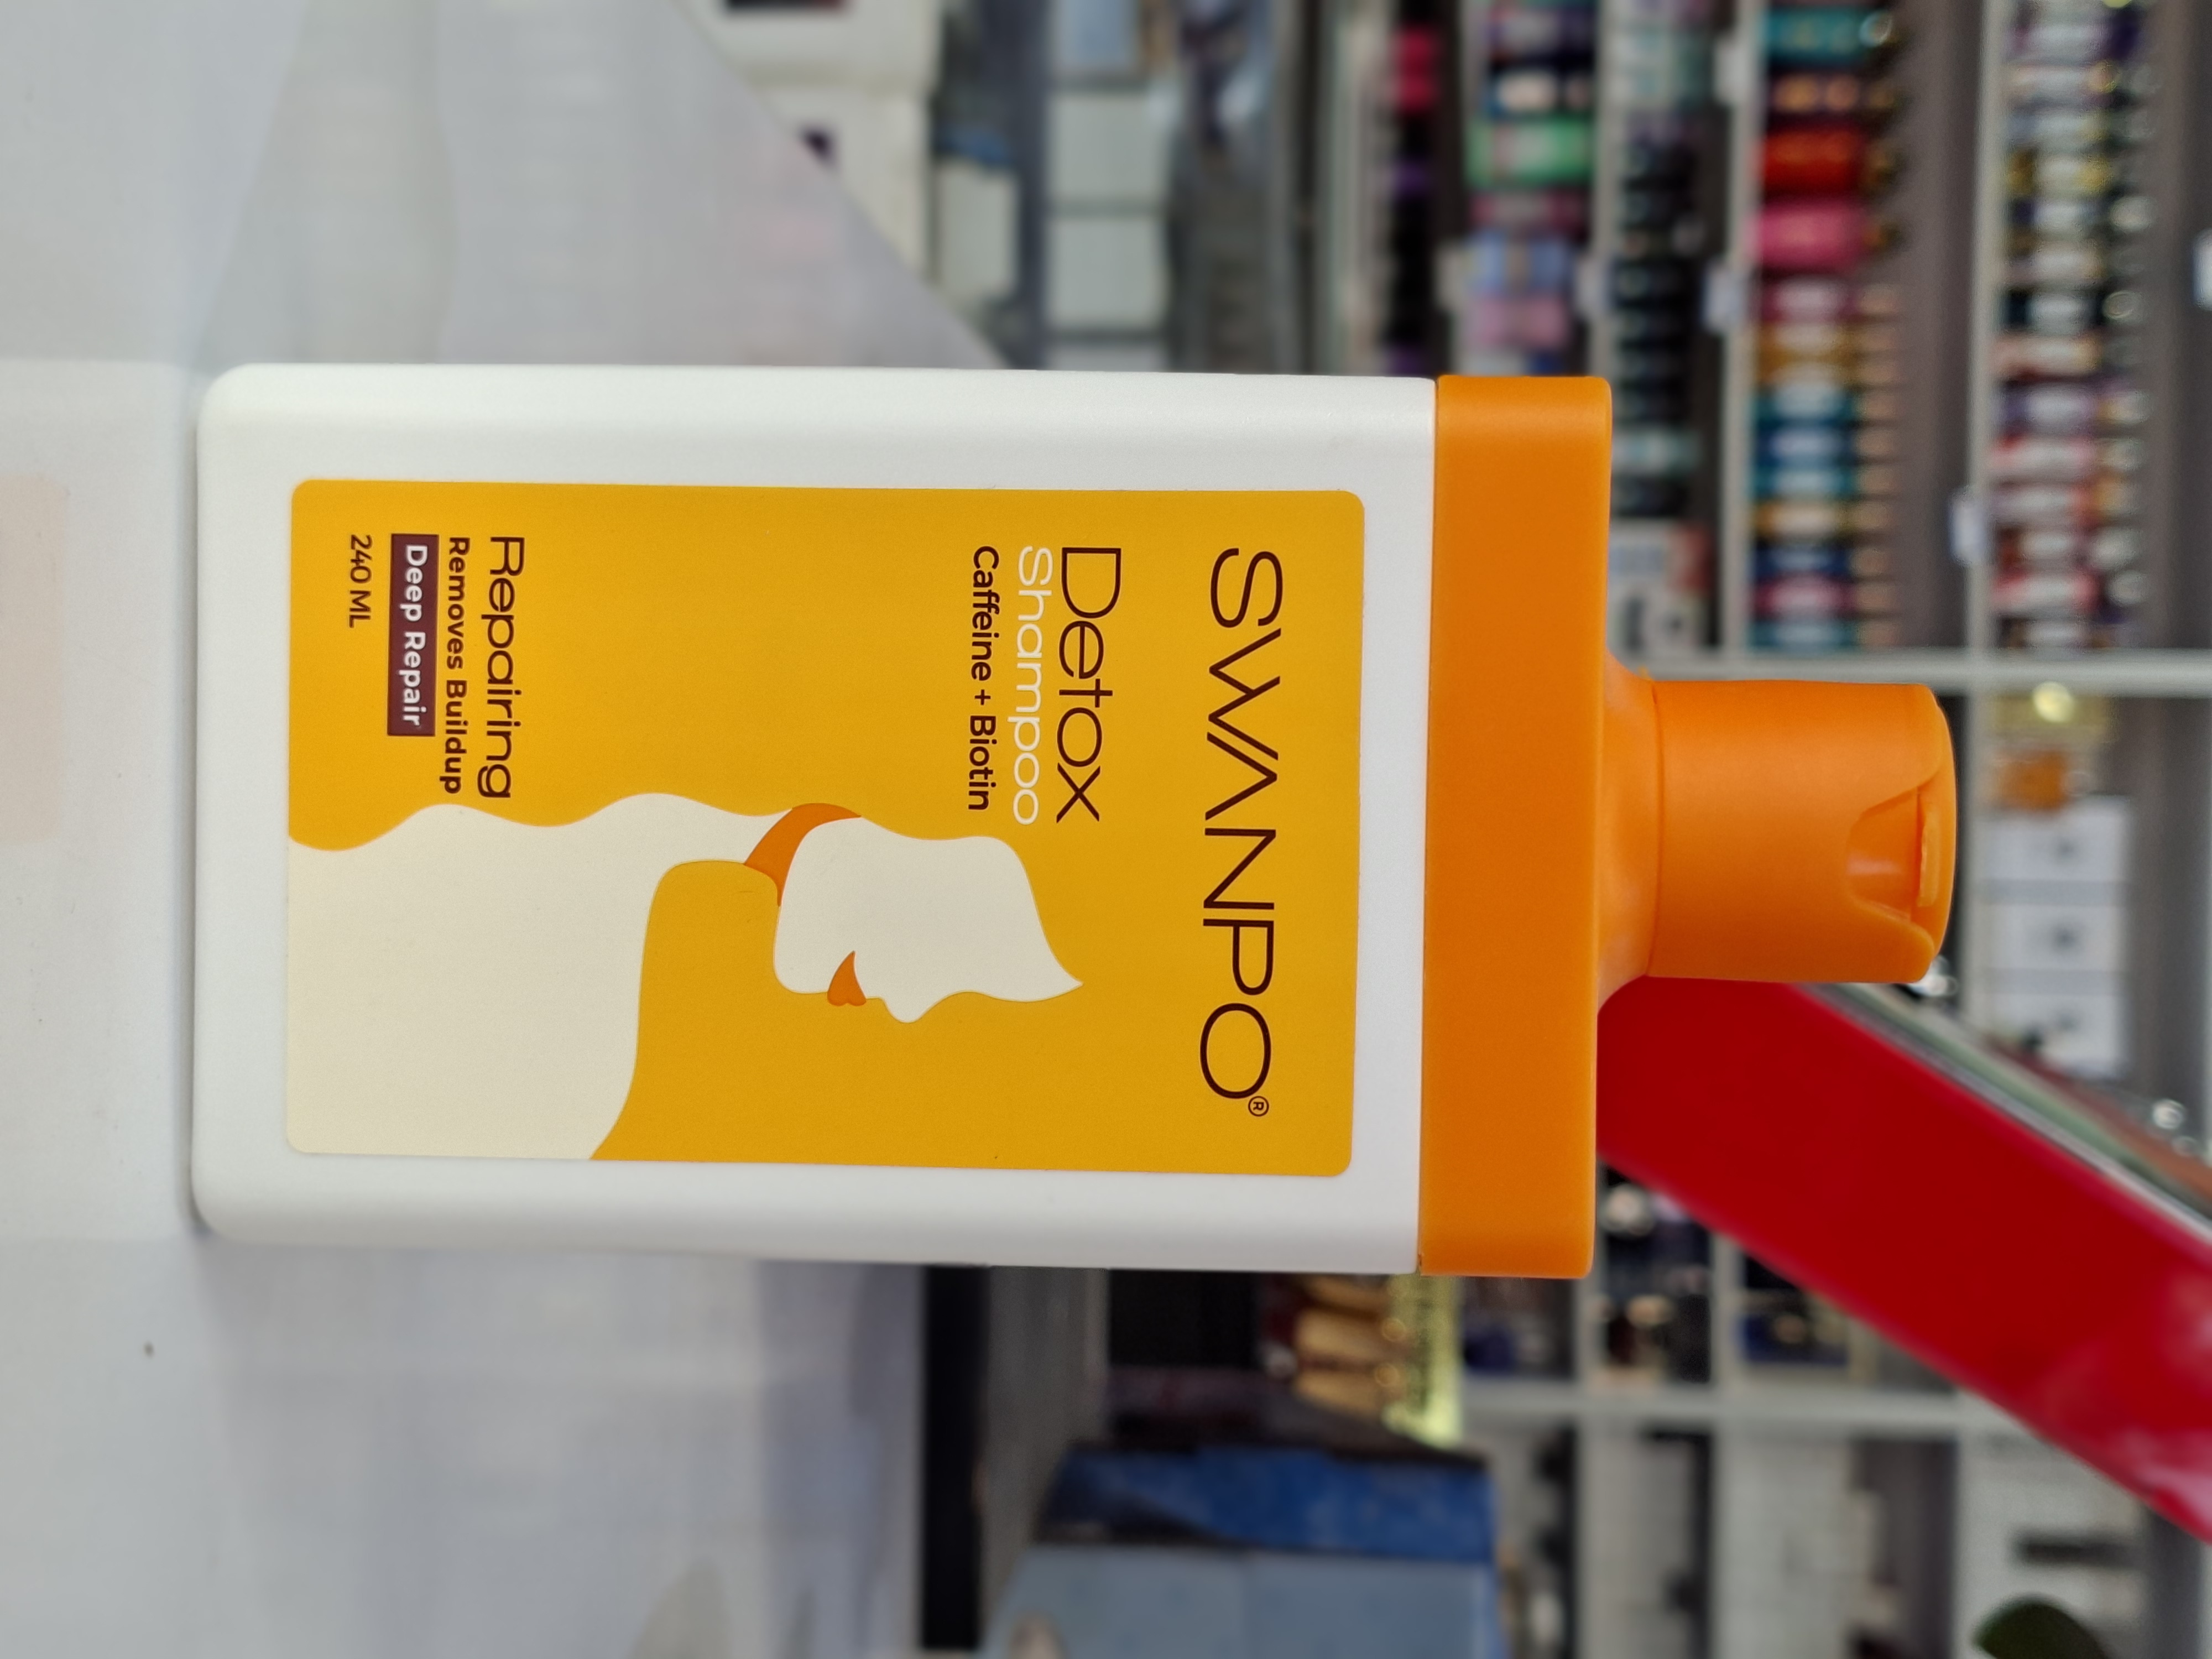 SWANPO®
Detox
Shampoo
Caffeine + Biotin
Repairing
Removes Buildup
Deep Repair
240 ML